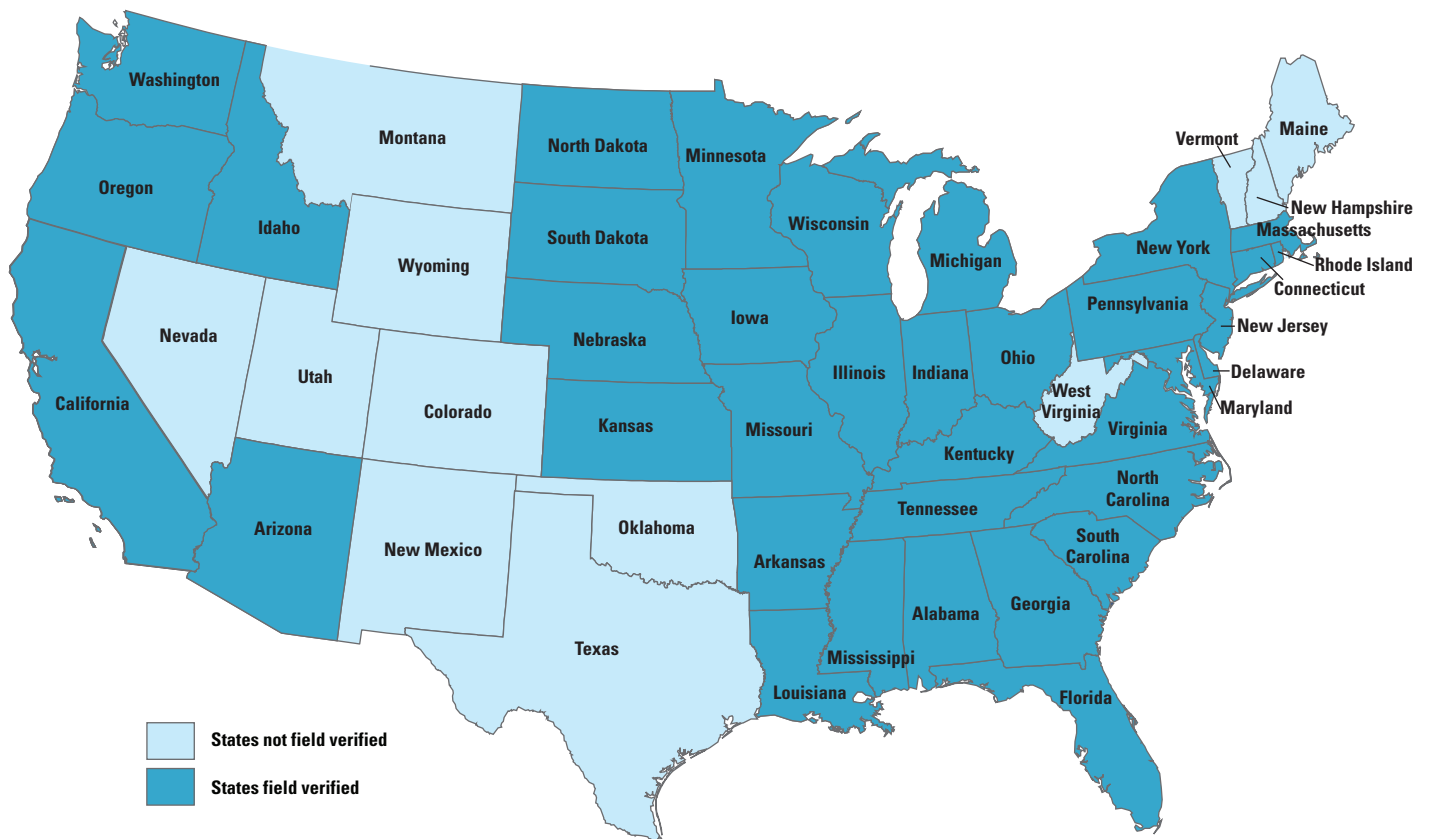 Washington
Montana
North Dakota
Minnesota
Vermont
Maine
Oregon
Idaho
Wyoming
South Dakota
Wisconsin
Michigan
New York
New Hampshire
Massachusetts
Rhode Island
Connecticut
Nevada
Utah
Colorado
Nebraska
Iowa
Illinois
Indiana
Ohio
Pennsylvania
New Jersey
Delaware
Maryland
West
Virginia
Virginia
California
Kansas
Missouri
Kentucky
Arizona
New Mexico
Oklahoma
Arkansas
Tennessee
North
Carolina
South
Carolina
Texas
Louisiana
Mississippi
Alabama
Georgia
Florida
States not field verified
States field verified